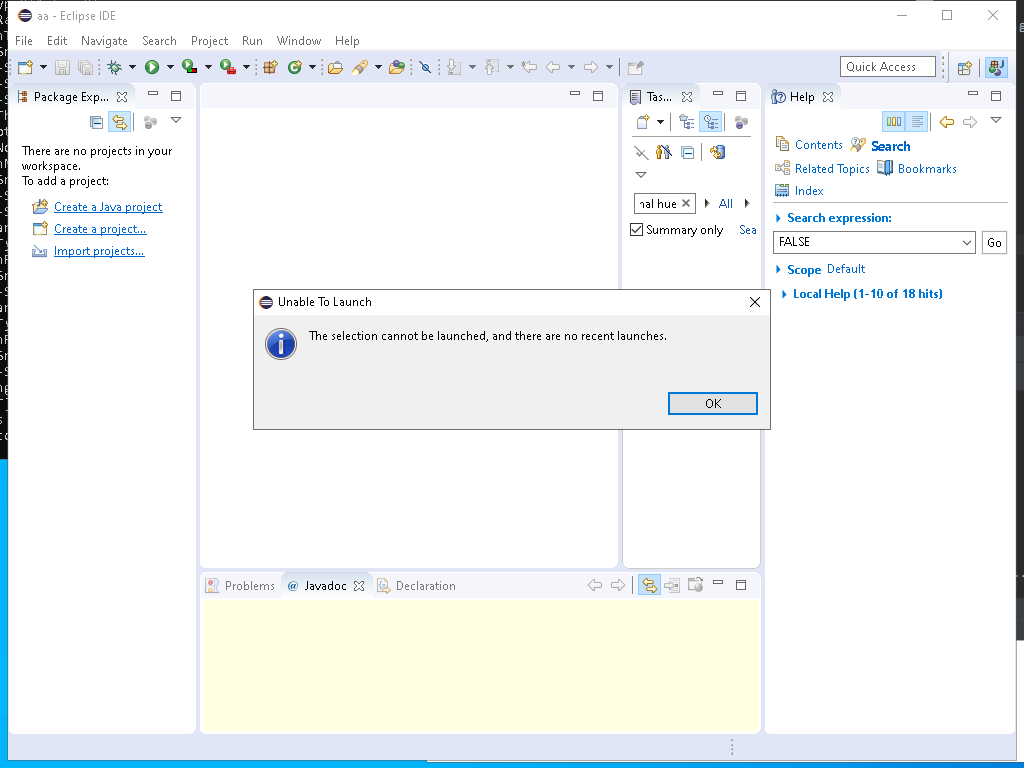 aa - Eclipse IDE
File Edit Navigate Search Project Run Window Help
Quick Access
Package Exp...
Tas...
Help
There are no projects in your
workspace.
To add a project:
Create a Java project
Create a project...
Import projects...
nal hue
All
Summary only
Sea
Contents
Search
Related Topics
Bookmarks
Index
Search expression:
FALSE
Go
Scope Default
Local Help (1-10 of 18 hits)
Unable To Launch
The selection cannot be launched, and there are no recent launches.
OK
Problems
@ Javadoc
Declaration